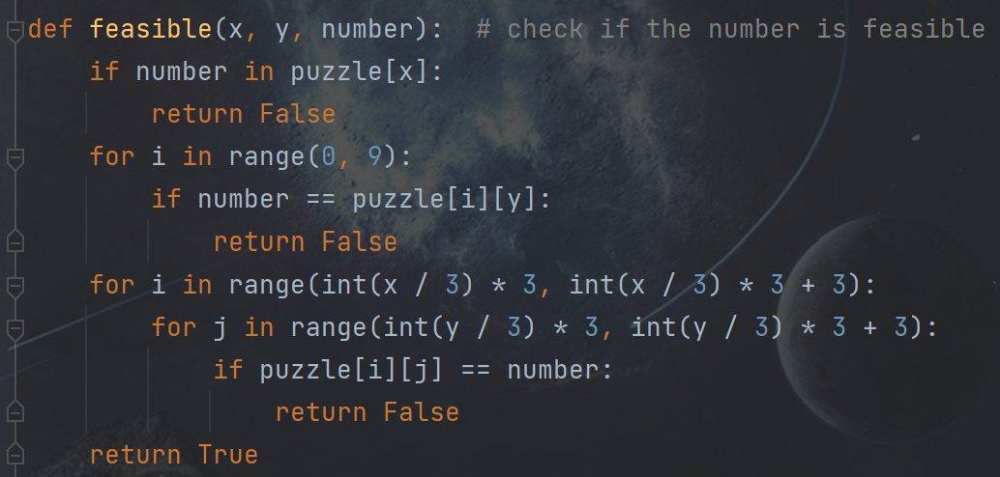 def feasible(x, y, number):  # check if the number is feasible
    if number in puzzle[x]:
        return False
    for i in range(0, 9):
        if number == puzzle[i][y]:
            return False
    for i in range(int(x / 3) * 3, int(x / 3) * 3 + 3):
        for j in range(int(y / 3) * 3, int(y / 3) * 3 + 3):
            if puzzle[i][j] == number:
                return False
    return True